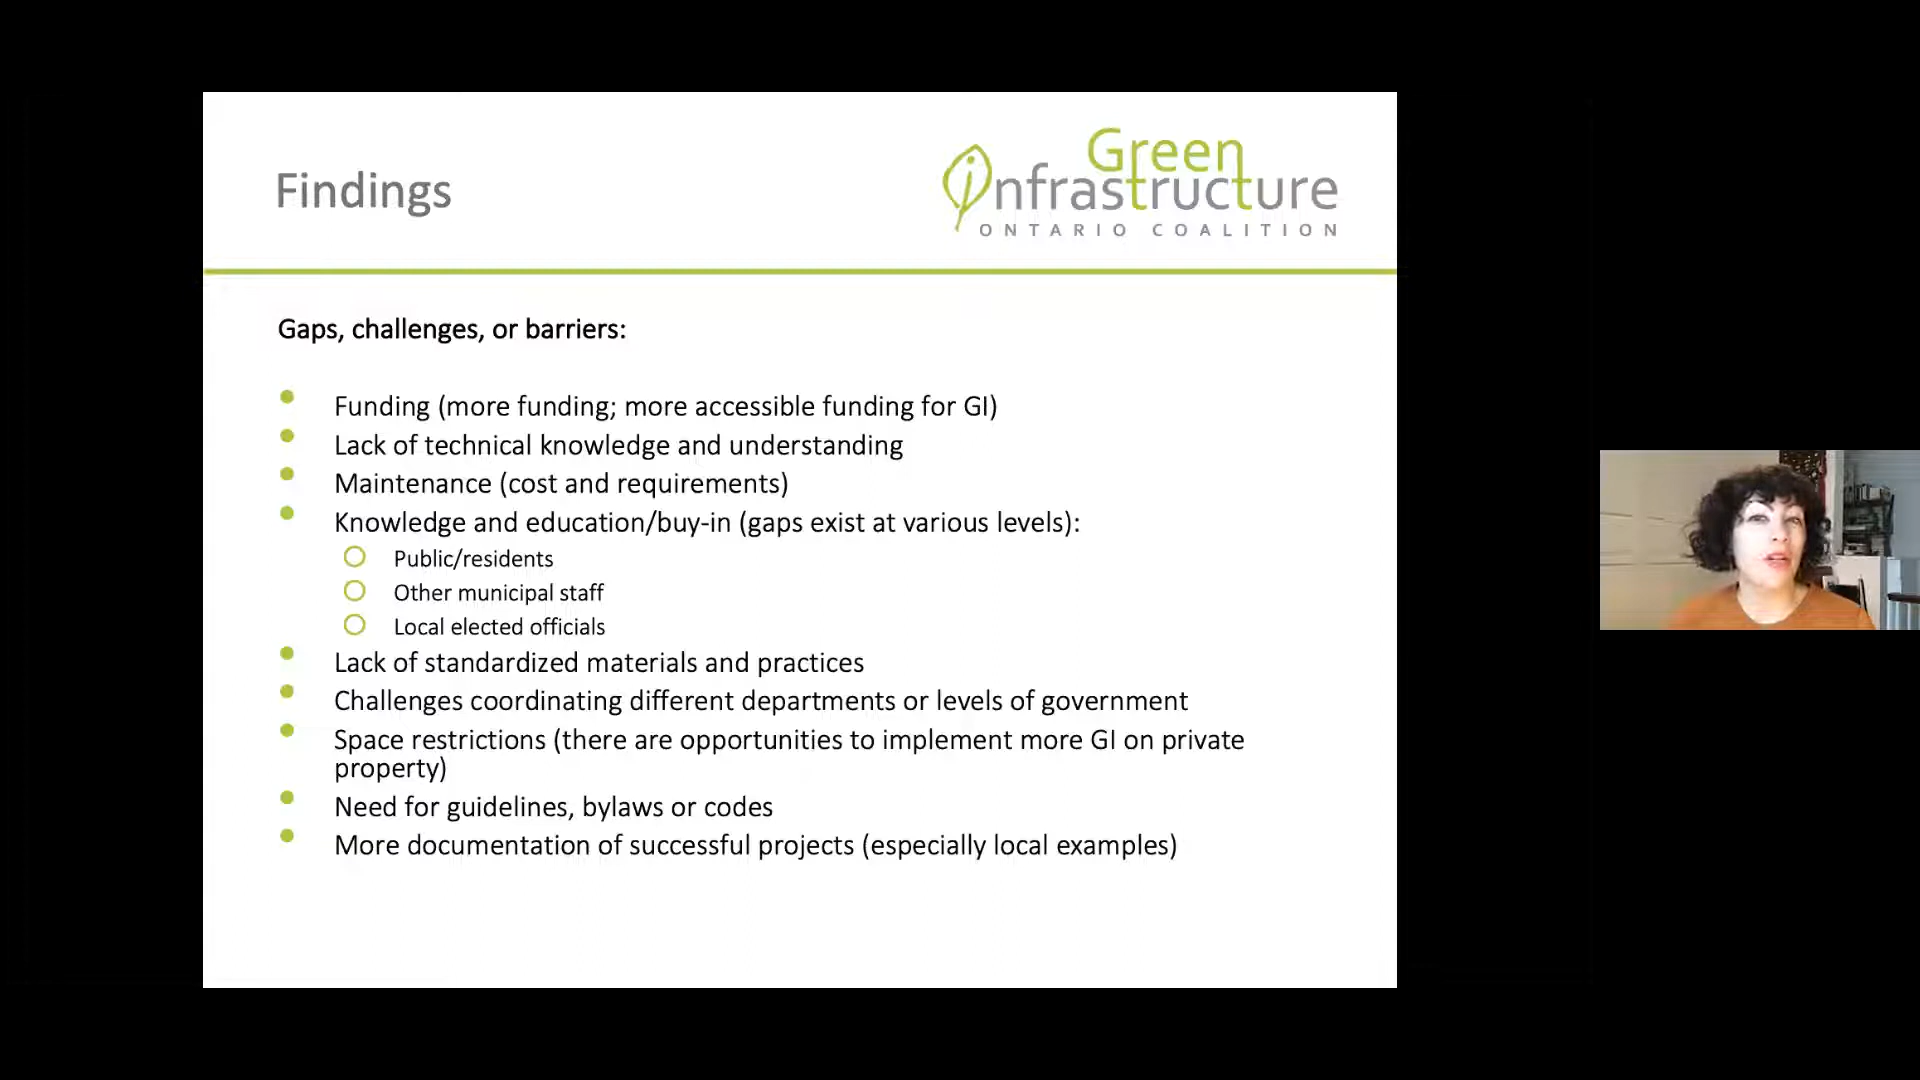 Findings
Green
infrastructure
ONTARIO COALITION
Gaps, challenges, or barriers:
Funding (more funding; more accessible funding for GI)
Lack of technical knowledge and understanding
Maintenance (cost and requirements)
Knowledge and education/buy-in (gaps exist at various levels):
Public/residents
Other municipal staff
Local elected officials
Lack of standardized materials and practices
Challenges coordinating different departments or levels of government
Space restrictions (there are opportunities to implement more GI on private
property)
Need for guidelines, bylaws or codes
More documentation of successful projects (especially local examples)